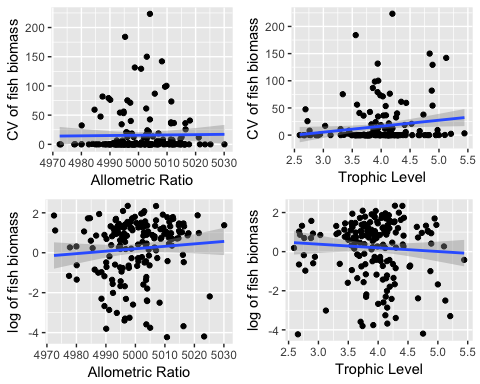 CV of fish biomass
200
150
100
50
0
4970 4980 4990 5000 5010 5020 5030
Allometric Ratio
CV of fish biomass
200
150
100
50
0
2.5 3.0 3.5 4.0 4.5 5.0 5.5
Trophic Level
log of fish biomass
2
0
-2
-4
4970 4980 4990 5000 5010 5020 5030
Allometric Ratio
log of fish biomass
2
0
-2
-4
2.5 3.0 3.5 4.0 4.5 5.0 5.5
Trophic Level